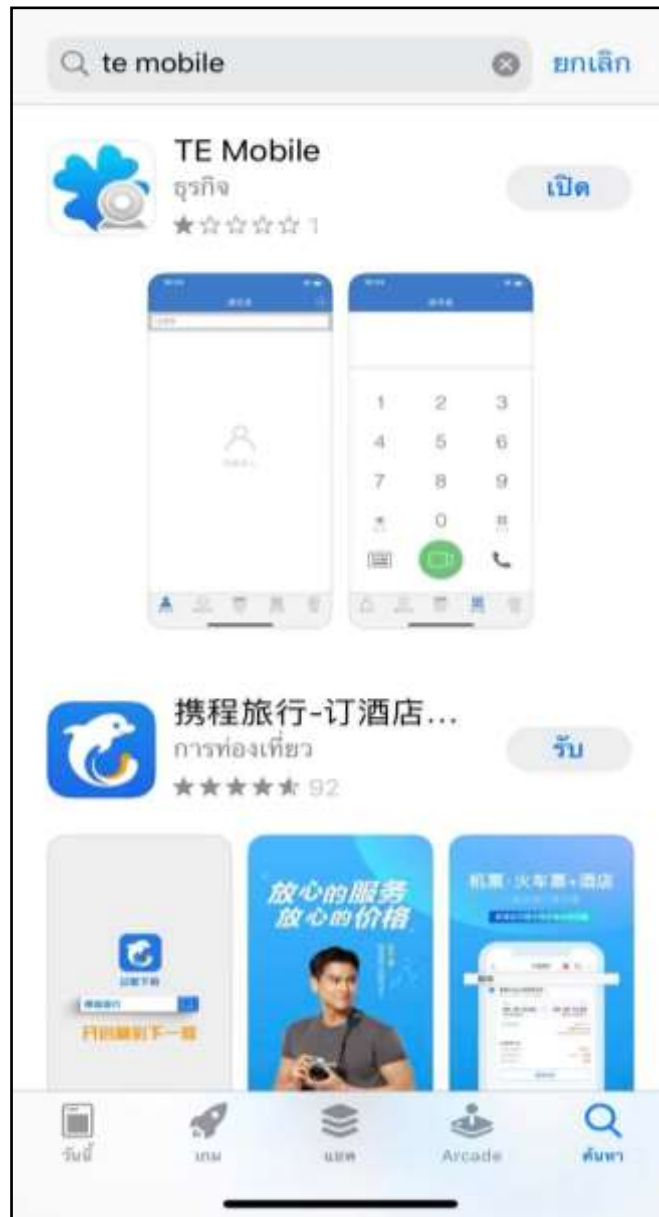 te mobile
ยกเลิก
TE Mobile
ธุรกิจ
เปิด
1
1 2 3
4 5 6
7 8 9
* 0 #
携程旅行-订酒店...
การท่องเที่ยว
รับ
92
放心的服务
放心的价格
机票·火车票+酒店
วันนี้
เกม
แอพ
Arcade
ค้นหา